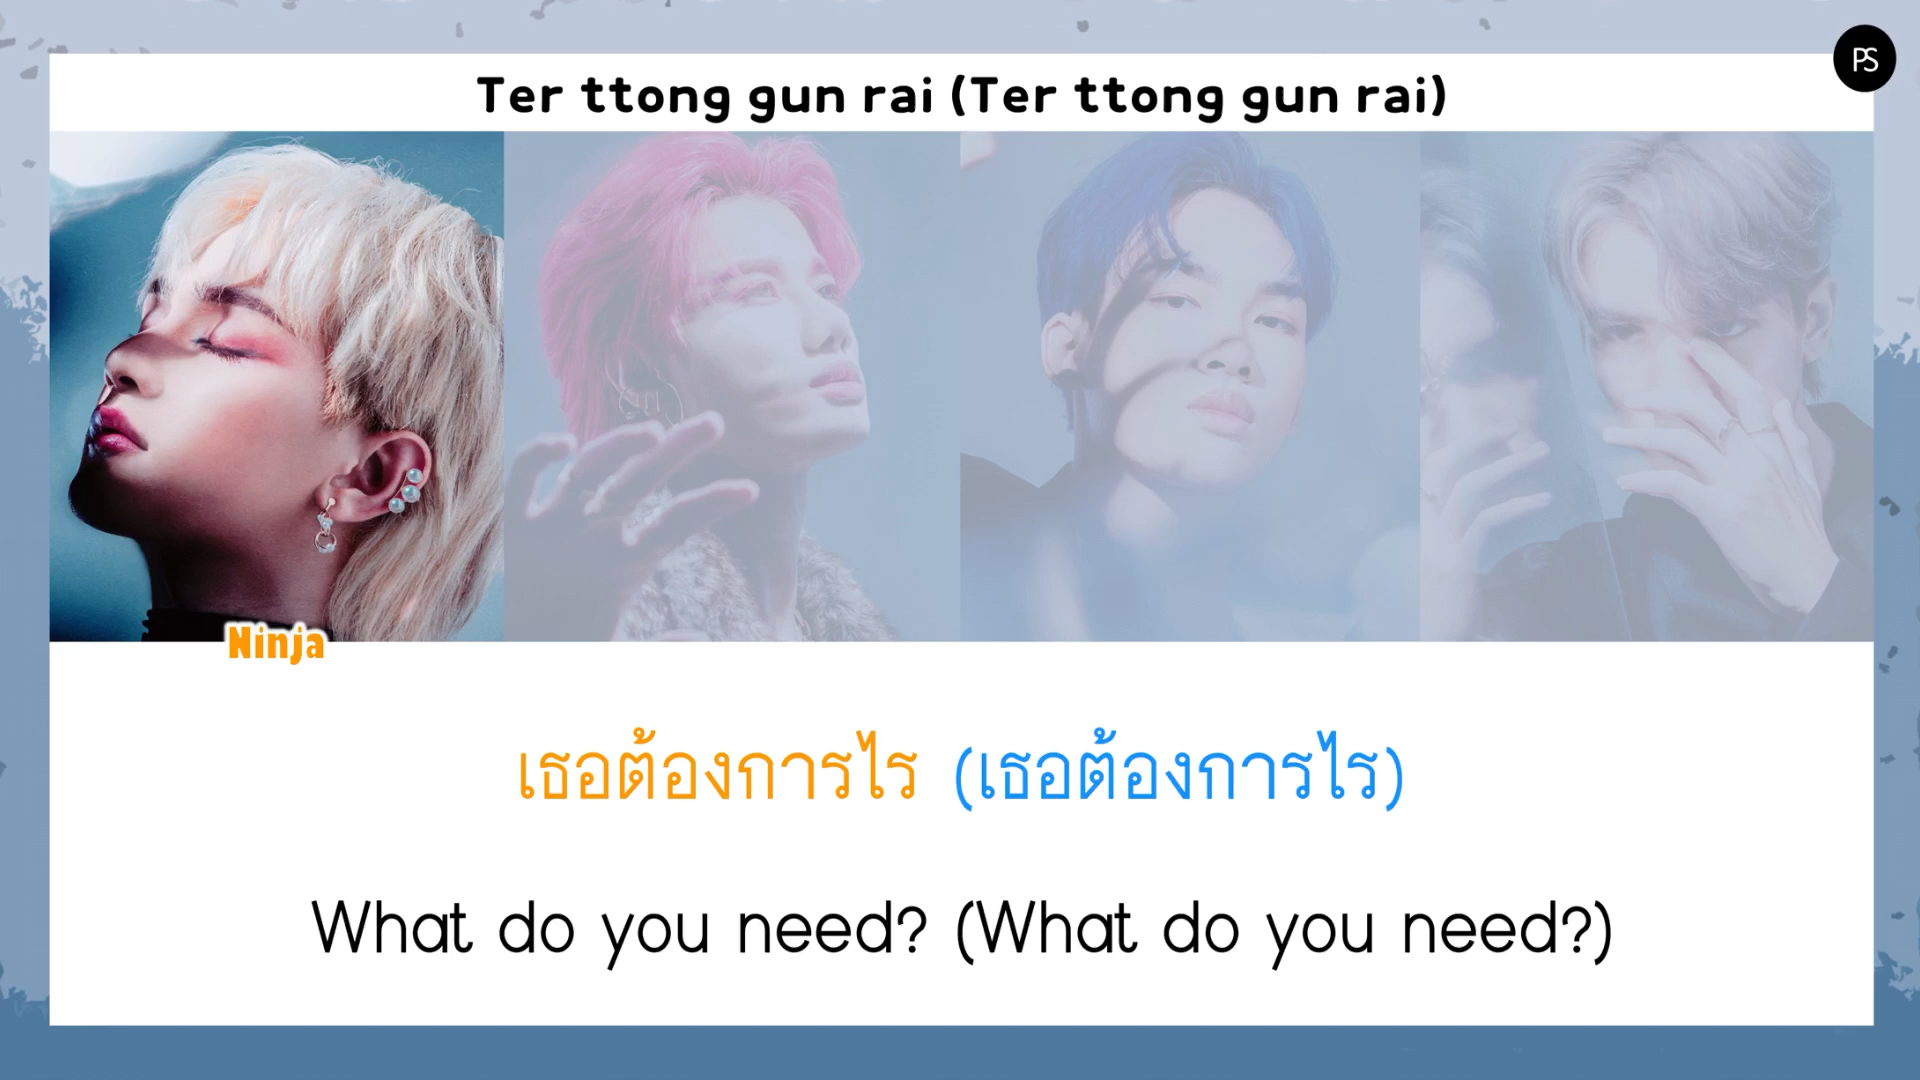 PS
Ter ttong gun rai (Ter ttong gun rai)
Ninja
เธอต้องการไร (เธอต้องการไร)
What do you need? (What do you need?)